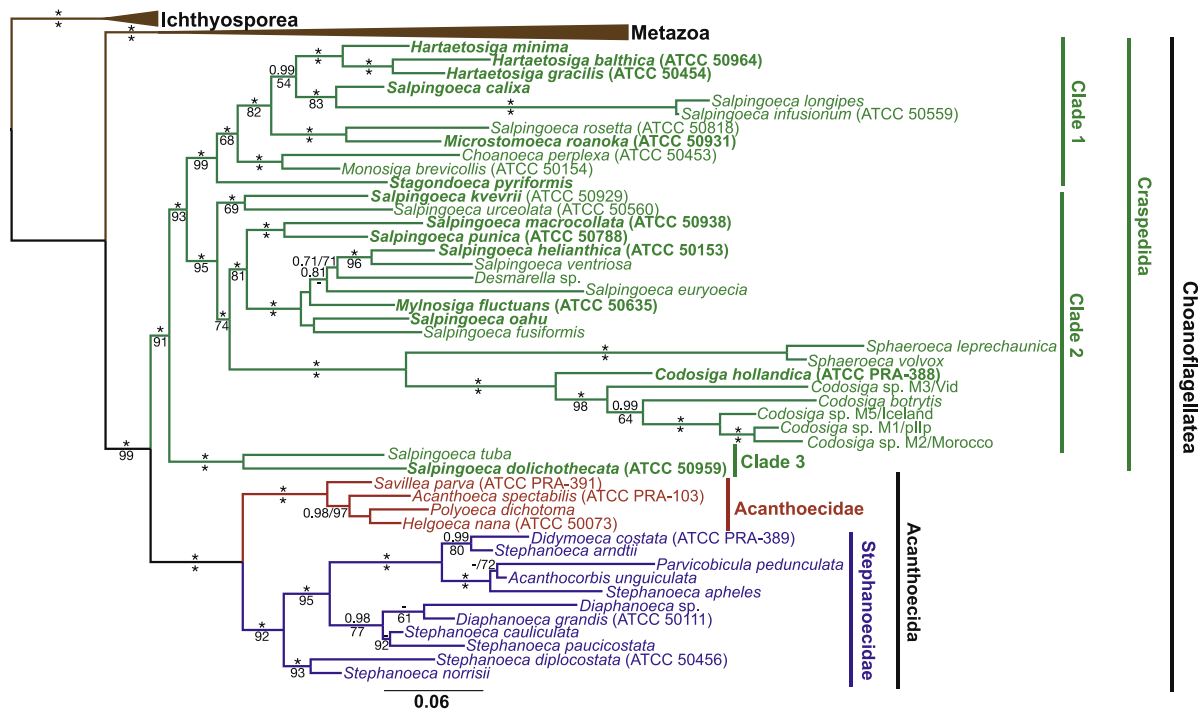 Ichthyosporea
Metazoa
Hartaetosiga minima
Hartaetosiga balthica (ATCC 50964)
Hartaetosiga gracilis (ATCC 50454)
Salpingoeca calixa
Salpingoeca longipes
Salpingoeca infusionum (ATCC 50559)
Salpingoeca rosetta (ATCC 50818)
Microstomoeca roanoka (ATCC 50931)
Choanoeca perplexa (ATCC 50453)
Monosiga brevicollis (ATCC 50154)
Stagondoeca pyriformis
Salpingoeca kvevrii (ATCC 50929)
Salpingoeca urceolata (ATCC 50560)
Salpingoeca macrocollata (ATCC 50938)
Salpingoeca punica (ATCC 50788)
Salpingoeca helianthica (ATCC 50153)
Salpingoeca ventriosa
Desmarella sp.
Salpingoeca euryoecia
Mylnosiga fluctuans (ATCC 50635)
Salpingoeca oahu
Salpingoeca fusiformis
Sphaeroeca leprechaunica
Sphaeroeca volvox
Codosiga hollandica (ATCC PRA-388)
Codosiga sp. M3/Vid
Codosiga botrytis
Codosiga sp. M5/Iceland
Codosiga sp. M1/pIIp
Codosiga sp. M2/Morocco
Salpingoeca tuba
Salpingoeca dolichothecata (ATCC 50959)
Savillea parva (ATCC PRA-391)
Acanthoeca spectabilis (ATCC PRA-103)
Polyoeca dichotoma
Helgoeca nana (ATCC 50073)
Didymoeca costata (ATCC PRA-389)
Stephanoeca arndtii
Parvicobicula pedunculata
Acanthocorbis unguiculata
Stephanoeca apheles
Diaphanoeca sp.
Diaphanoeca grandis (ATCC 50111)
Stephanoeca cauliculata
Stephanoeca paucicostata
Stephanoeca diplocostata (ATCC 50456)
Stephanoeca norrisii
Clade 1
Clade 2
Clade 3
Craspedida
Acanthoecidae
Stephanoecidae
Acanthoecida
Choanoflagellatea
*
*
*
*
*
*
0.99
54
*
*
*
83
*
*
*
82
*
*
*
68
*
*
*
99
*
93
*
69
*
*
*
95
*
81
0.71/71
*
96
0.81
-
*
*
*
74
*
91
*
*
*
*
*
*
*
98
0.99
64
*
*
*
*
*
99
*
*
*
*
0.98/97
*
*
0.99
80
*
*
-/72
*
*
*
95
-
61
0.98
77
-
92
*
92
*
93
0.06